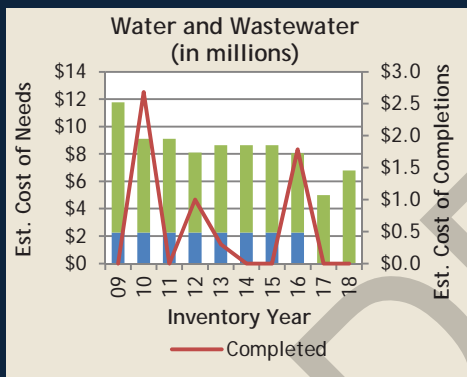 Water and Wastewater
(in millions)
Est. Cost of Needs
$14
$12
$10
$8
$6
$4
$2
$0
$3.0
$2.5
$2.0
$1.5
$1.0
$0.5
$0.0
Est. Cost of Completions
09 10 11 12 13 14 15 16 17 18
Inventory Year
Completed